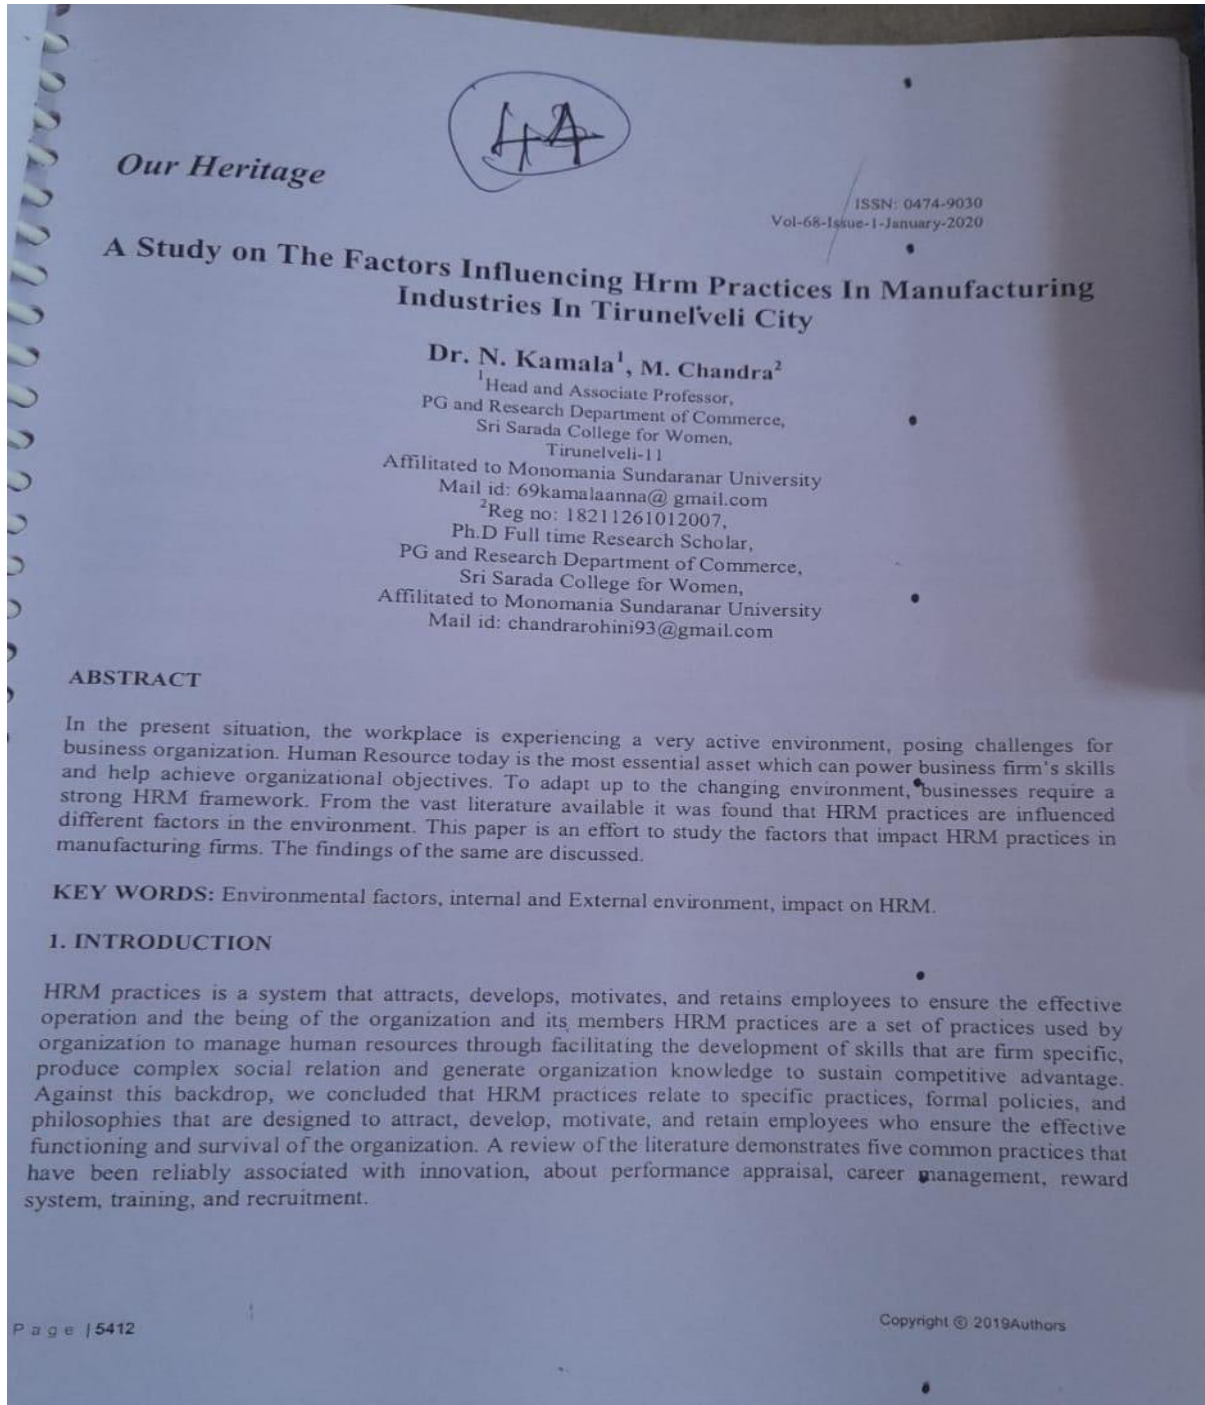 44
Our Heritage
ISSN: 0474-9030
Vol-68-Issue-1-January-2020
A Study on The Factors Influencing Hrm Practices In Manufacturing
Industries In Tirunelveli City
Dr. N. Kamala¹, M. Chandra²
¹Head and Associate Professor,
PG and Research Department of Commerce,
Sri Sarada College for Women,
Tirunelveli-11
Affilitated to Monomania Sundaranar University
Mail id: 69kamalaanna@ gmail.com
²Reg no: 18211261012007,
Ph.D Full time Research Scholar,
PG and Research Department of Commerce,
Sri Sarada College for Women,
Affilitated to Monomania Sundaranar University
Mail id: chandrarohini93@gmail.com
ABSTRACT
In the present situation, the workplace is experiencing a very active environment, posing challenges for
business organization. Human Resource today is the most essential asset which can power business firm's skills
and help achieve organizational objectives. To adapt up to the changing environment, businesses require a
strong HRM framework. From the vast literature available it was found that HRM practices are influenced
different factors in the environment. This paper is an effort to study the factors that impact HRM practices in
manufacturing firms. The findings of the same are discussed.
KEY WORDS: Environmental factors, internal and External environment, impact on HRM.
1. INTRODUCTION
HRM practices is a system that attracts, develops, motivates, and retains employees to ensure the effective
operation and the being of the organization and its members HRM practices are a set of practices used by
organization to manage human resources through facilitating the development of skills that are firm specific,
produce complex social relation and generate organization knowledge to sustain competitive advantage.
Against this backdrop, we concluded that HRM practices relate to specific practices, formal policies, and
philosophies that are designed to attract, develop, motivate, and retain employees who ensure the effective
functioning and survival of the organization. A review of the literature demonstrates five common practices that
have been reliably associated with innovation, about performance appraisal, career management, reward
system, training, and recruitment.
Page |5412
Copyright © 2019Authors